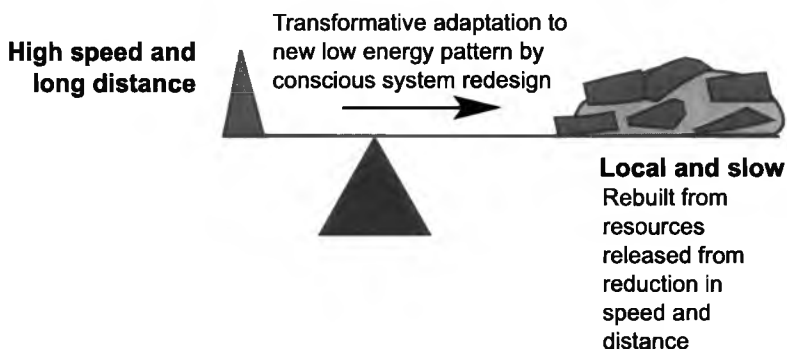 High speed and
long distance
Transformative adaptation to
new low energy pattern by
conscious system redesign
Local and slow
Rebuilt from
resources
released from
reduction in
speed and
distance